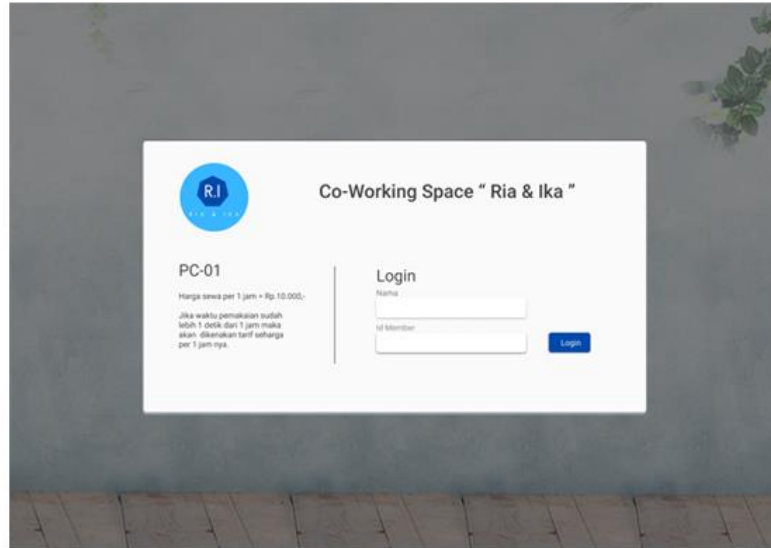 R.I
RIA & IKA
Co-Working Space “ Ria & Ika ”
PC-01
Harga sewa per 1 jam = Rp.10.000,-
Jika waktu pemakaian sudah
lebih 1 detik dari 1 jam maka
akan dikenakan tarif seharga
per 1 jam nya.
Login
Nama
Id Member
Login